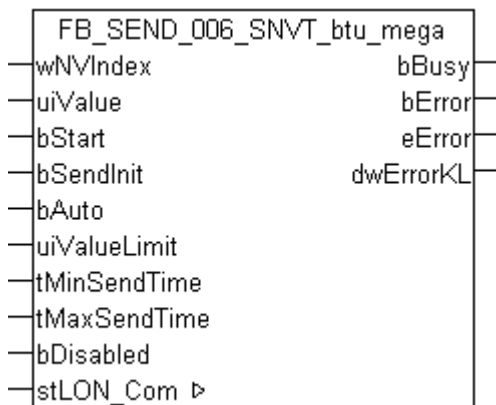 FB_SEND_006_SNVT_btu_mega
wNVIndex bBusy
uiValue bError
bStart eError
bSendInit dwErrorKL
bAuto
uiValueLimit
tMinSendTime
tMaxSendTime
bDisabled
stLON_Com ▷